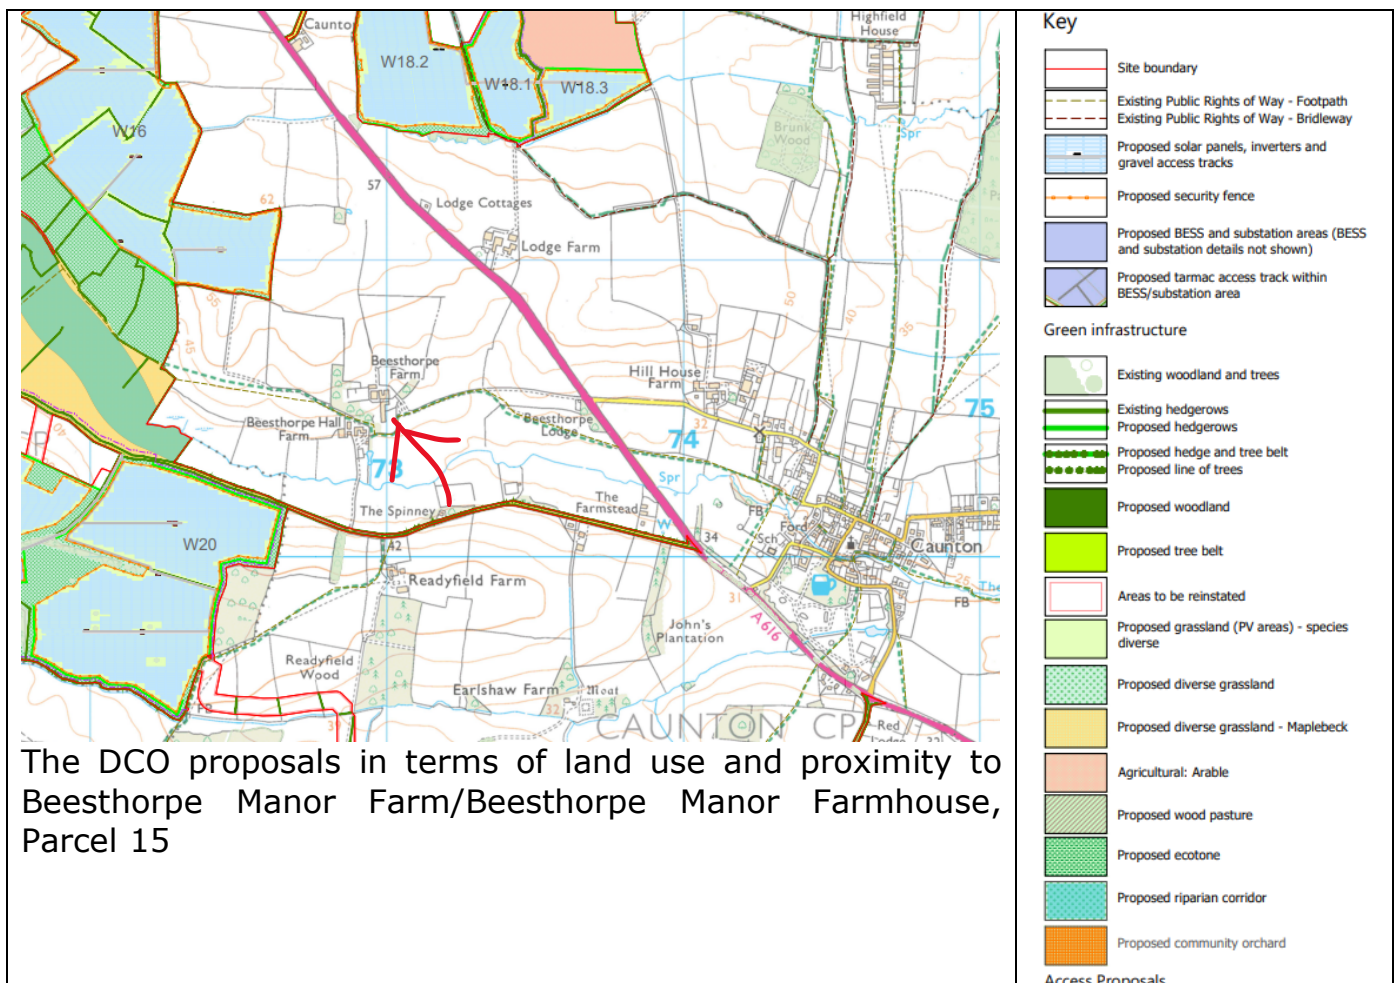 Caunton
Highfield
House
W18.2
W18.1
W18.3
W16
Brunk
Wood
Spr
57
62
Lodge Cottages
Lodge Farm
55
50
40
35
45
Beesthorpe
Farm
Hill House
Farm
75
Beesthorpe Hall
Farm
Beesthorpe
Lodge
32
74
73
40
Spr
The Spinney
The
Farmstead
FB
Ford
W
34
Sch
Caunton
W20
42
Readyfield Farm
31
25
The
FB
A616
John's
Plantation
Readyfield
Wood
Earlshaw Farm
Moat
32
CAUNTON CP
Red
Lodge
32
FB
The DCO proposals in terms of land use and proximity to
Beesthorpe Manor Farm/Beesthorpe Manor Farmhouse,
Parcel 15
Key
Site boundary
Existing Public Rights of Way - Footpath
Existing Public Rights of Way - Bridleway
Proposed solar panels, inverters and
gravel access tracks
Proposed security fence
Proposed BESS and substation areas (BESS
and substation details not shown)
Proposed tarmac access track within
BESS/substation area
Green infrastructure
Existing woodland and trees
Existing hedgerows
Proposed hedgerows
Proposed hedge and tree belt
Proposed line of trees
Proposed woodland
Proposed tree belt
Areas to be reinstated
Proposed grassland (PV areas) - species
diverse
Proposed diverse grassland
Proposed diverse grassland - Maplebeck
Agricultural: Arable
Proposed wood pasture
Proposed ecotone
Proposed riparian corridor
Proposed community orchard
Access Proposals